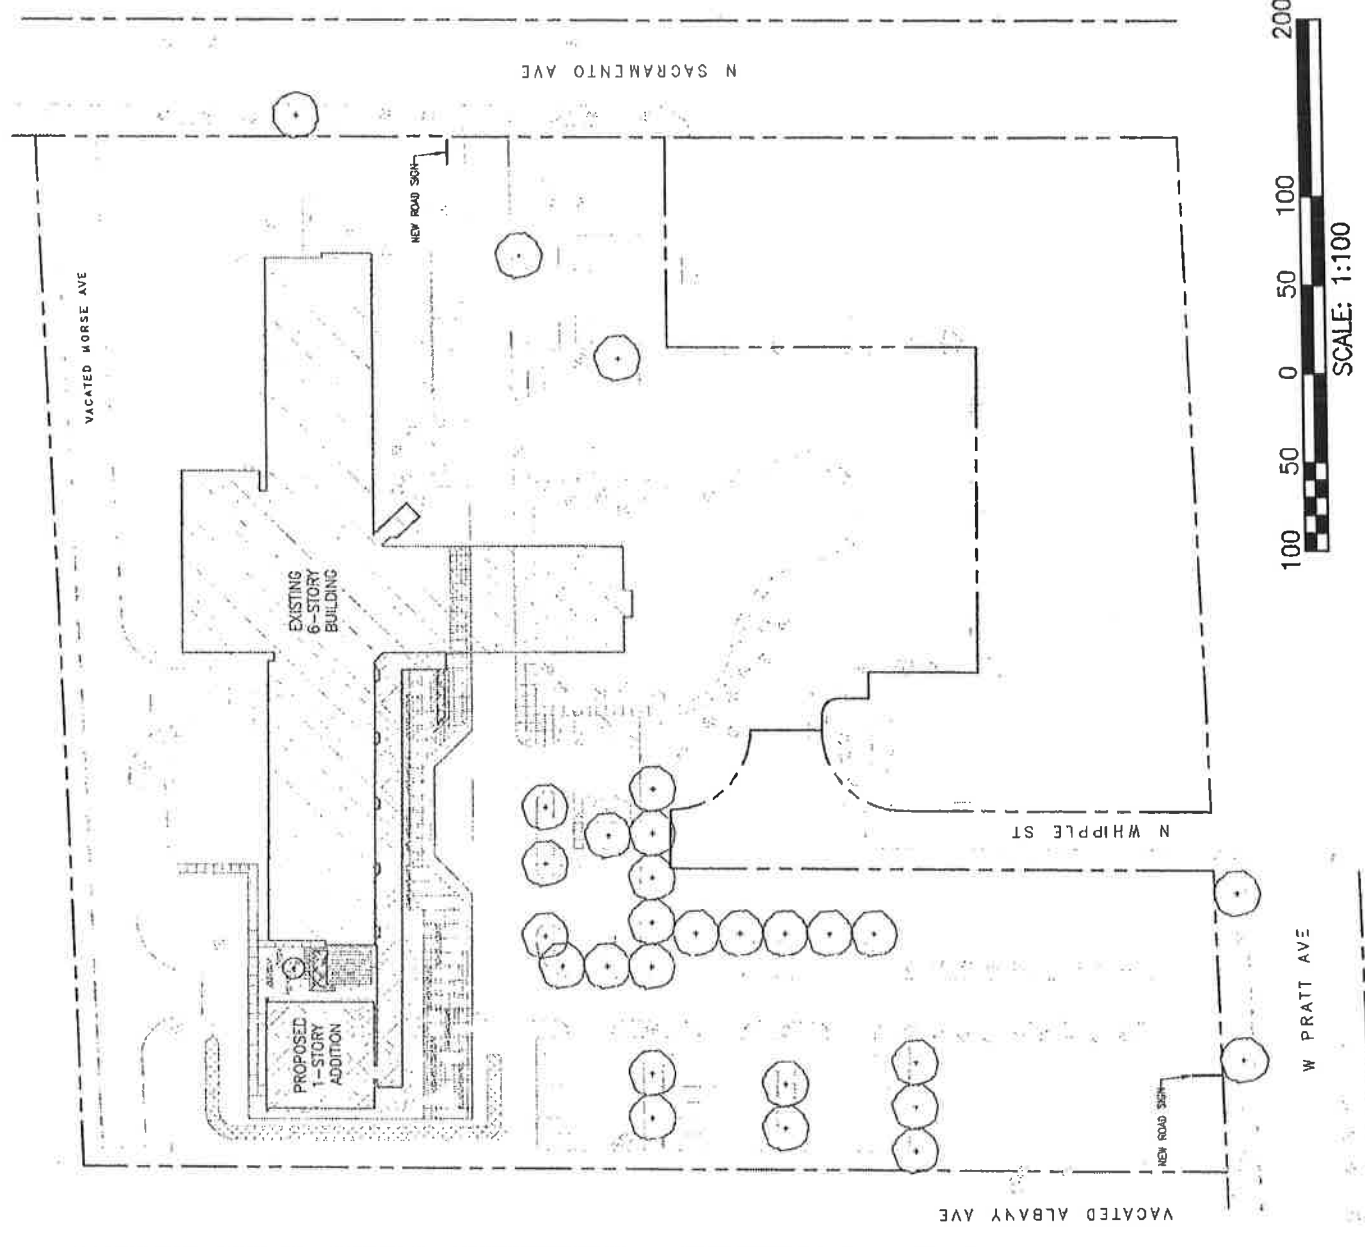 N SACRAMENTO AVE
NEW ROAD SIGN
VACATED MORSE AVE
EXISTING
6-STORY
BUILDING
PROPOSED
1-STORY
ADDITION
N WHIPPLE ST
NEW ROAD SIGN
W PRATT AVE
VACATED ALBANY AVE
100 50 0 50 100 200
SCALE: 1:100